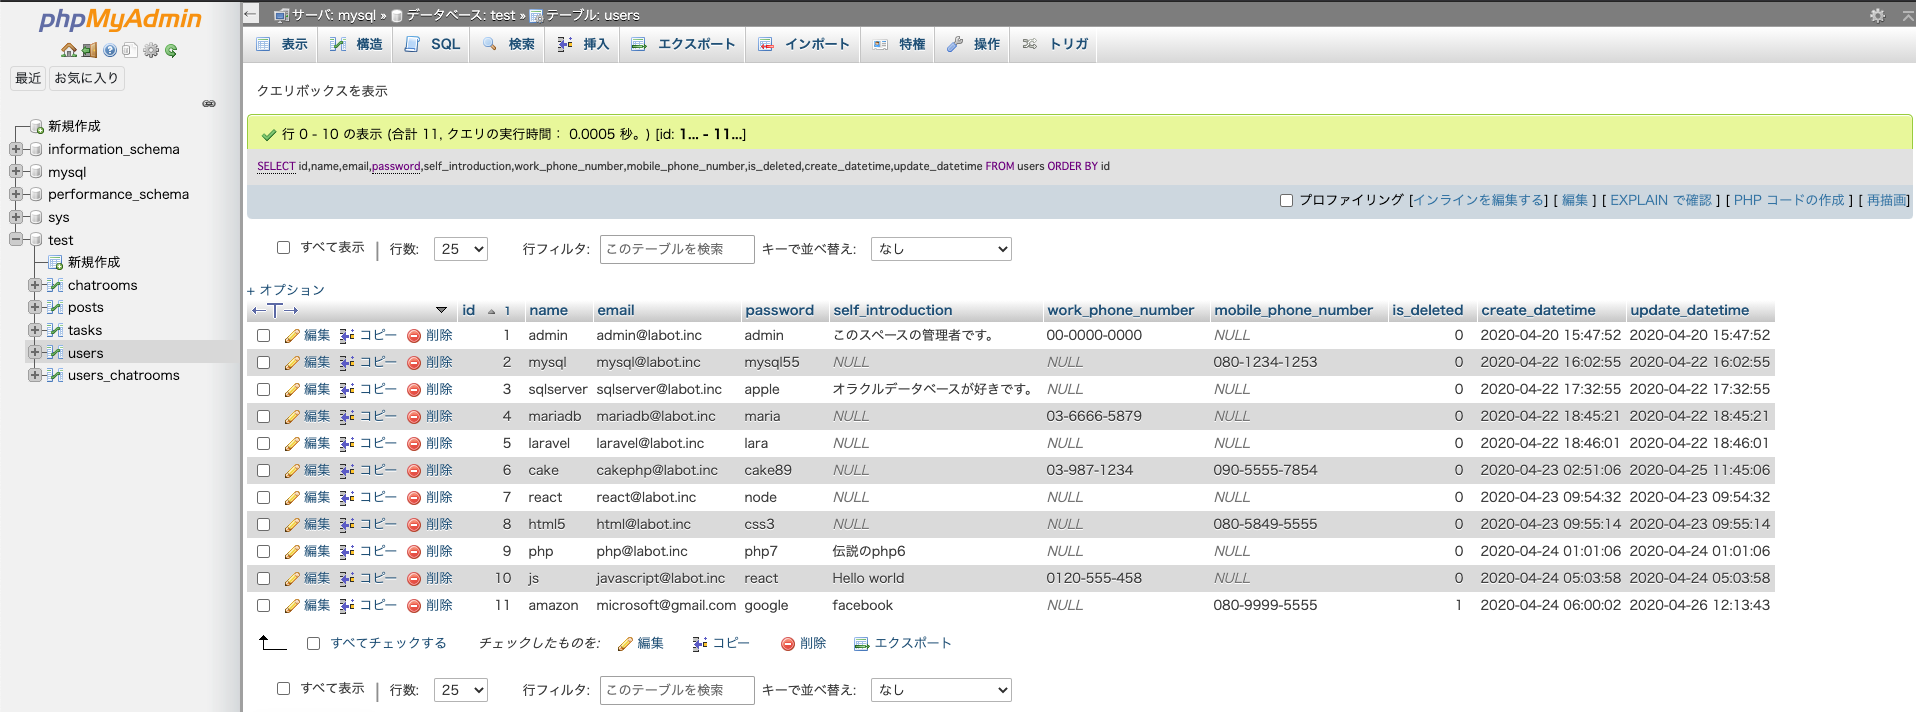 phpMyAdmin
最近 お気に入り
新規作成
information_schema
mysql
performance_schema
sys
test
新規作成
chatrooms
posts
tasks
users
users_chatrooms
サーバ: mysql » データベース: test » テーブル: users
表示 構造 SQL 検索 挿入 エクスポート インポート 特権 操作 トリガ
クエリボックスを表示
行 0 - 10 の表示 (合計 11, クエリの実行時間： 0.0005 秒。) [id: 1... - 11...]
SELECT id,name,email,password,self_introduction,work_phone_number,mobile_phone_number,is_deleted,create_datetime,update_datetime FROM users ORDER BY id
プロファイリング [インラインを編集する] [ 編集 ] [ EXPLAIN で確認 ] [ PHP コードの作成 ] [ 再描画]
すべて表示 | 行数: 25 行フィルタ: このテーブルを検索 キーで並べ替え: なし
+ オプション
←T→ id 1 name email password self_introduction work_phone_number mobile_phone_number is_deleted create_datetime update_datetime
編集 コピー 削除 1 admin admin@labot.inc admin このスペースの管理者です。 00-0000-0000 NULL 0 2020-04-20 15:47:52 2020-04-20 15:47:52
編集 コピー 削除 2 mysql mysql@labot.inc mysql55 NULL NULL 080-1234-1253 0 2020-04-22 16:02:55 2020-04-22 16:02:55
編集 コピー 削除 3 sqlserver sqlserver@labot.inc apple オラクルデータベースが好きです。 NULL NULL 0 2020-04-22 17:32:55 2020-04-22 17:32:55
編集 コピー 削除 4 mariadb mariadb@labot.inc maria NULL 03-6666-5879 NULL 0 2020-04-22 18:45:21 2020-04-22 18:45:21
編集 コピー 削除 5 laravel laravel@labot.inc lara NULL NULL NULL 0 2020-04-22 18:46:01 2020-04-22 18:46:01
編集 コピー 削除 6 cake cakephp@labot.inc cake89 NULL 03-987-1234 090-5555-7854 0 2020-04-23 02:51:06 2020-04-25 11:45:06
編集 コピー 削除 7 react react@labot.inc node NULL NULL NULL 0 2020-04-23 09:54:32 2020-04-23 09:54:32
編集 コピー 削除 8 html5 html@labot.inc css3 NULL NULL 080-5849-5555 0 2020-04-23 09:55:14 2020-04-23 09:55:14
編集 コピー 削除 9 php php@labot.inc php7 伝説のphp6 NULL NULL 0 2020-04-24 01:01:06 2020-04-24 01:01:06
編集 コピー 削除 10 js javascript@labot.inc react Hello world 0120-555-458 NULL 0 2020-04-24 05:03:58 2020-04-24 05:03:58
編集 コピー 削除 11 amazon microsoft@gmail.com google facebook NULL 080-9999-5555 1 2020-04-24 06:00:02 2020-04-26 12:13:43
すべてチェックする チェックしたものを: 編集 コピー 削除 エクスポート
すべて表示 | 行数: 25 行フィルタ: このテーブルを検索 キーで並べ替え: なし